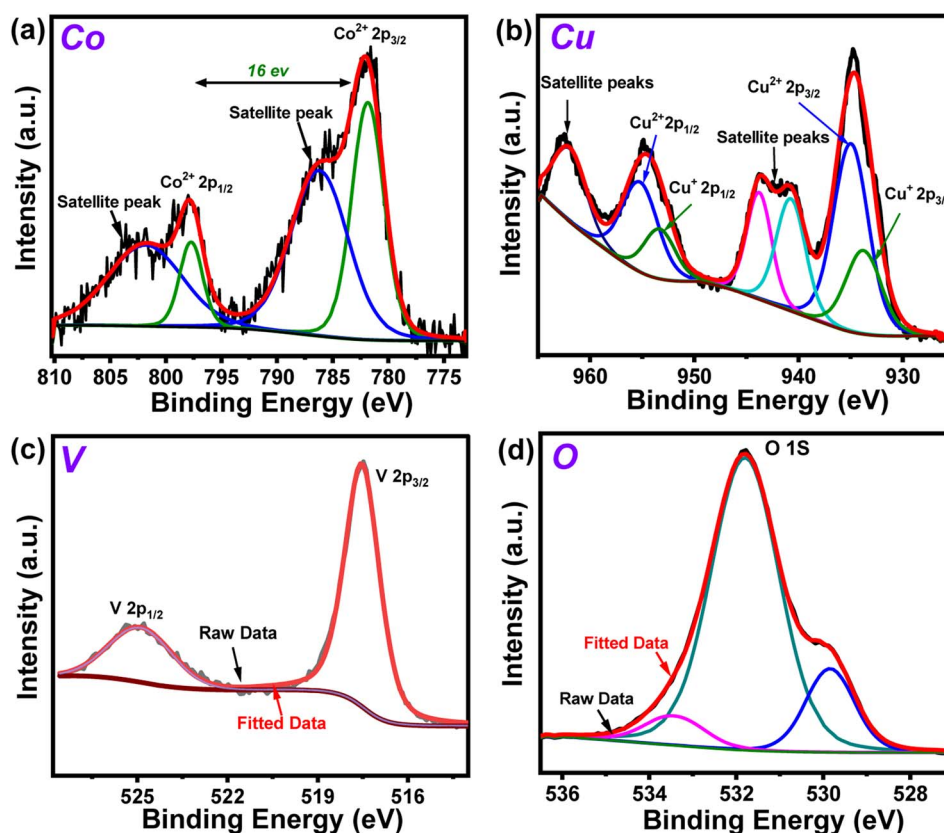 (a)
Co
Co²⁺ 2p₃/₂
16 ev
Satellite peak
Co²⁺ 2p₁/₂
Satellite peak
Intensity (a.u.)
810 805 800 795 790 785 780 775
Binding Energy (eV)
(b)
Cu
Satellite peaks
Cu²⁺ 2p₃/₂
Cu²⁺2p₁/₂
Satellite peaks
Cu⁺ 2p₁/₂
Cu⁺ 2p₃/₂
Intensity (a.u.)
960 950 940 930
Binding Energy (eV)
(c)
V
V 2p₃/₂
V 2p₁/₂
Raw Data
Fitted Data
Intensity (a.u.)
525 522 519 516
Binding Energy (eV)
(d)
O
O 1S
Fitted Data
Raw Data
Intensity (a.u.)
536 534 532 530 528
Binding Energy (eV)